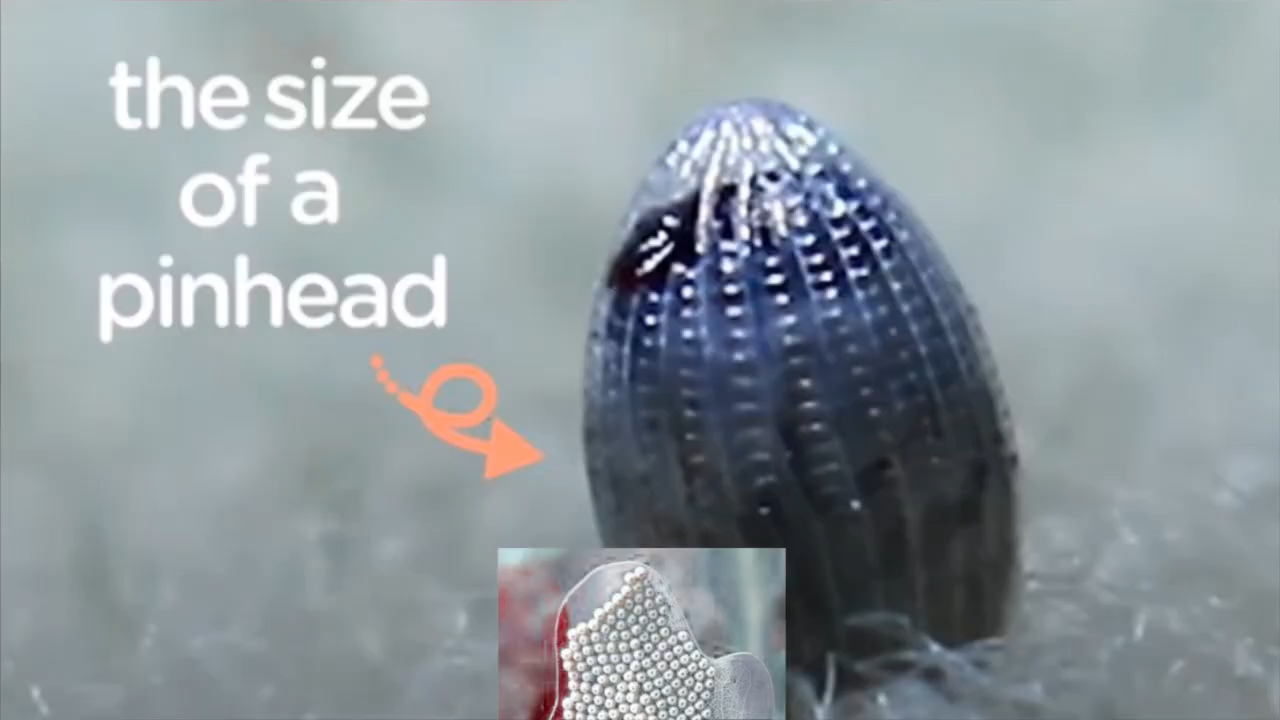 the size
of a
pinhead